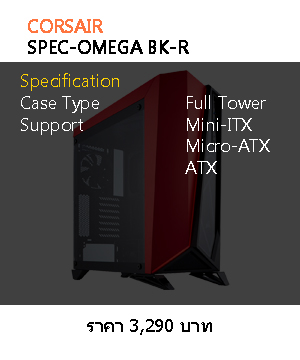 CORSAIR
SPEC-OMEGA BK-R
Specification
Case Type Full Tower
Support Mini-ITX
Micro-ATX
ATX
ราคา 3,290 บาท